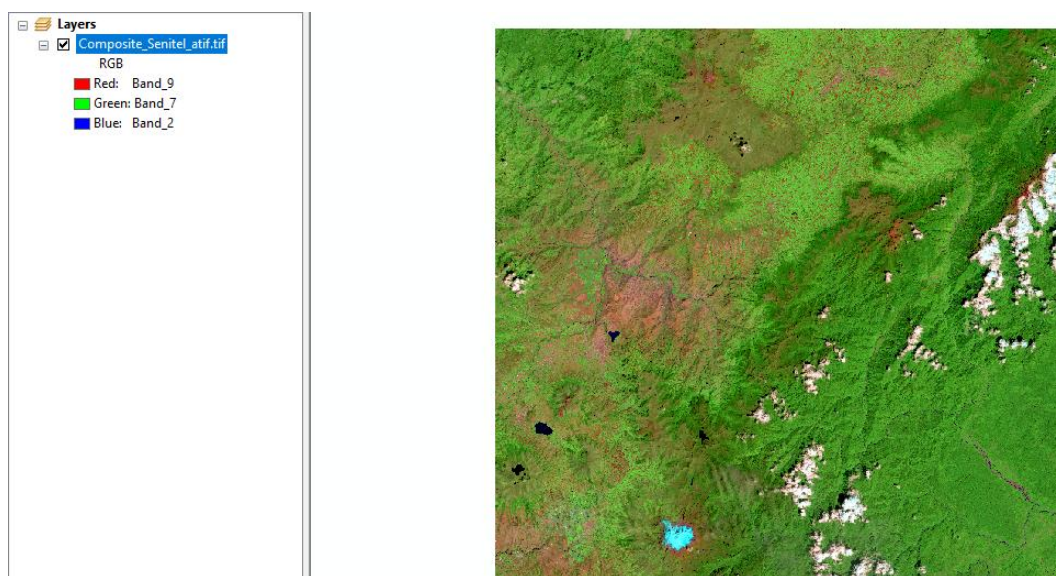 Layers
Composite_Senitel_atif.tif
RGB
Red: Band_9
Green: Band_7
Blue: Band_2